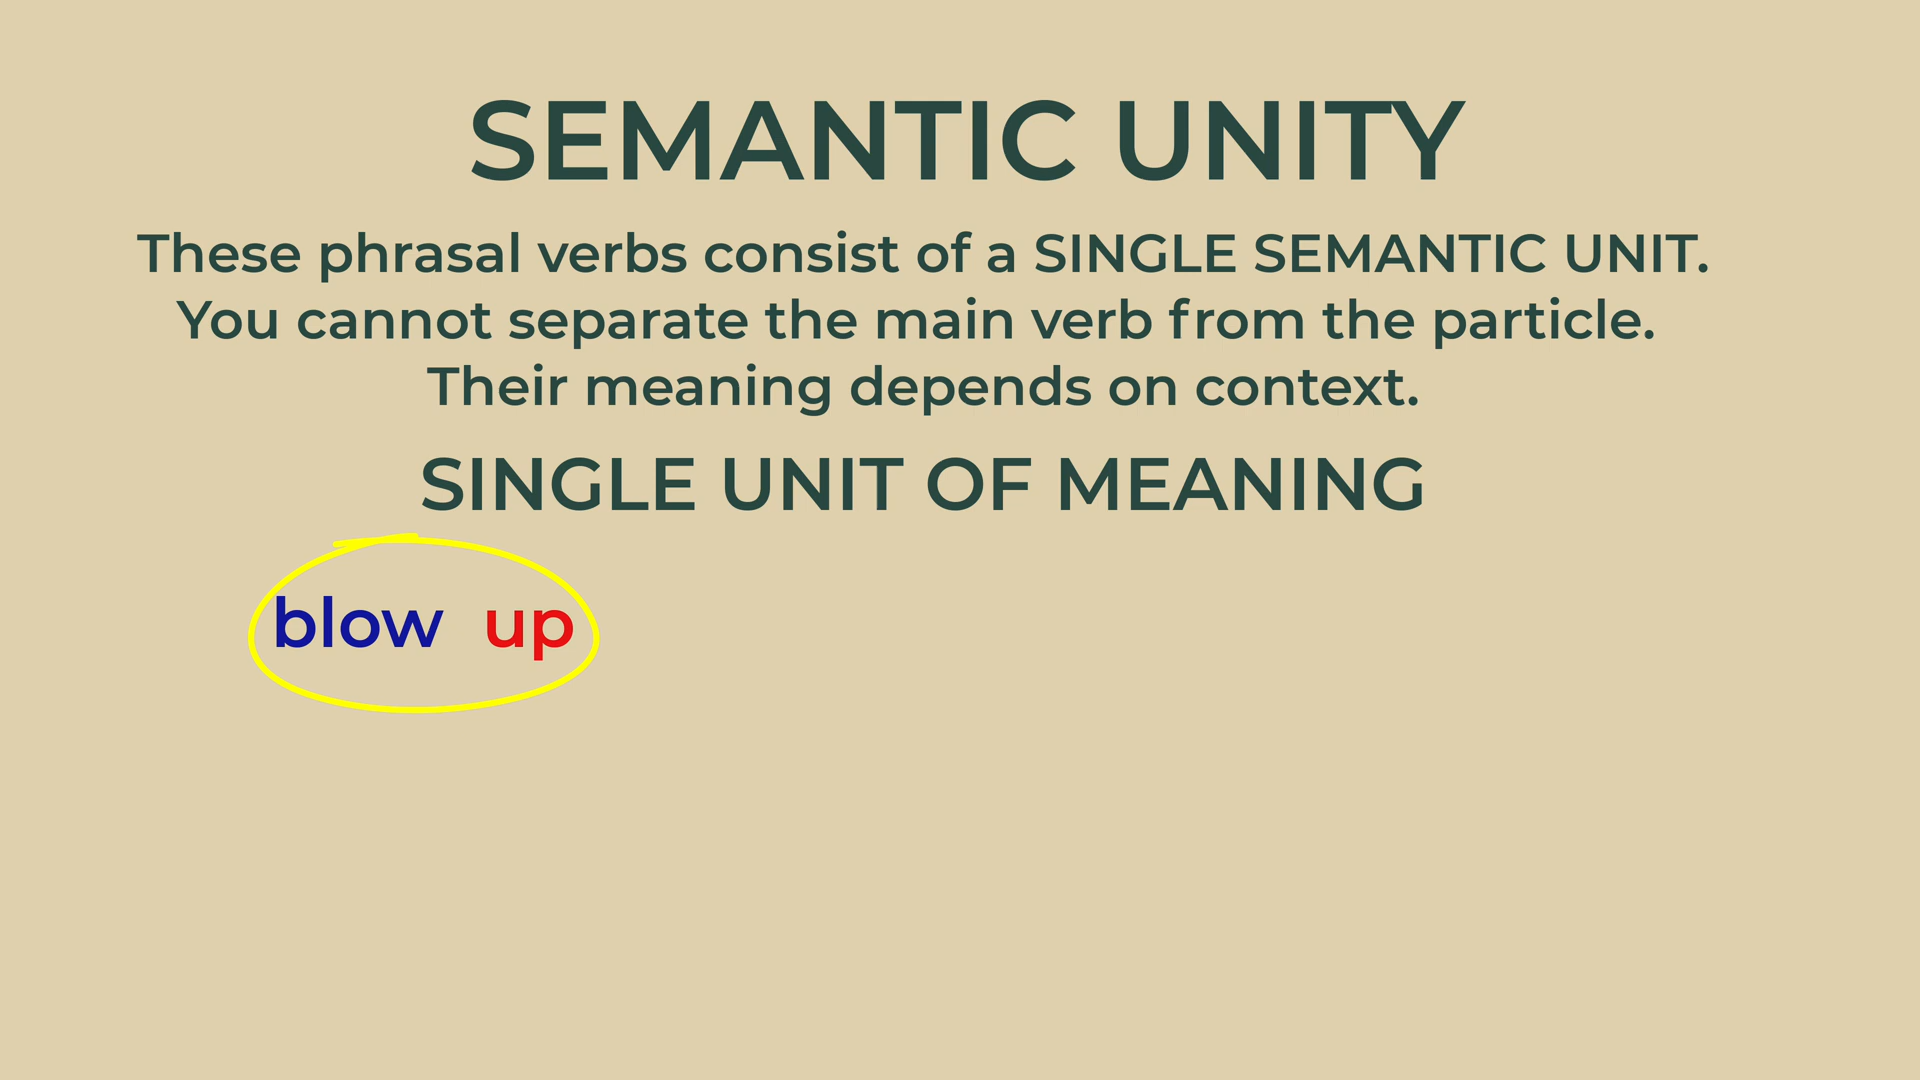 SEMANTIC UNITY
These phrasal verbs consist of a SINGLE SEMANTIC UNIT.
You cannot separate the main verb from the particle.
Their meaning depends on context.
SINGLE UNIT OF MEANING
blow up